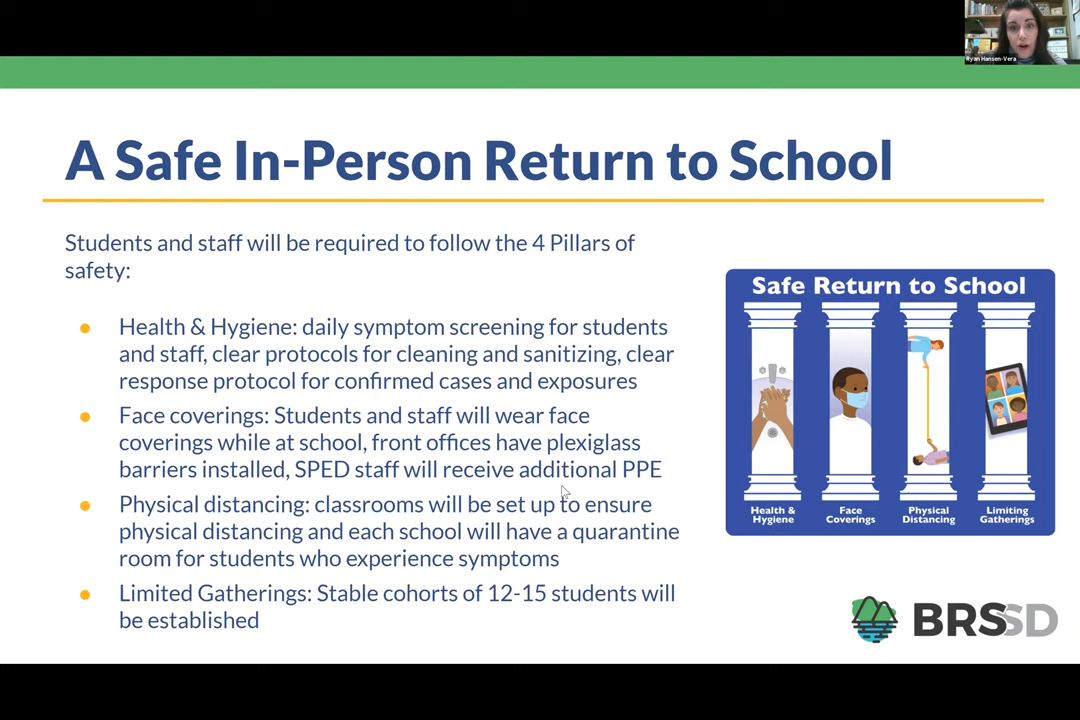 Ryan Hansen-Vera
A Safe In-Person Return to School
Students and staff will be required to follow the 4 Pillars of
safety:
● Health & Hygiene: daily symptom screening for students
and staff, clear protocols for cleaning and sanitizing, clear
response protocol for confirmed cases and exposures
● Face coverings: Students and staff will wear face
coverings while at school, front offices have plexiglass
barriers installed, SPED staff will receive additional PPE
● Physical distancing: classrooms will be set up to ensure
physical distancing and each school will have a quarantine
room for students who experience symptoms
● Limited Gatherings: Stable cohorts of 12-15 students will
be established
Safe Return to School
Health &
Hygiene
Face
Coverings
Physical
Distancing
Limiting
Gatherings
BRSSD